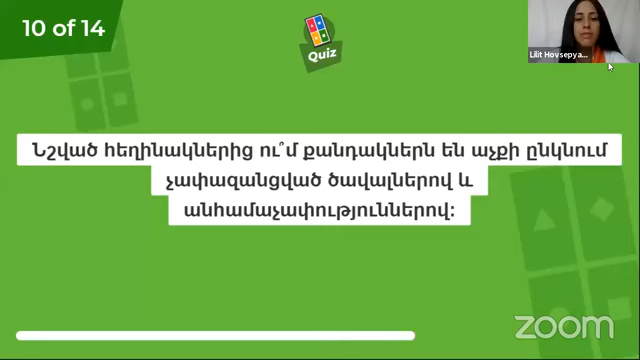 10 of 14
Quiz
Lilit Hovsepya...
Նշված հեղինակներից ու՞մ քանդակներն են աչքի ընկնում
չափազանցված ծավալներով և
անհամաչափություններով:
zoom